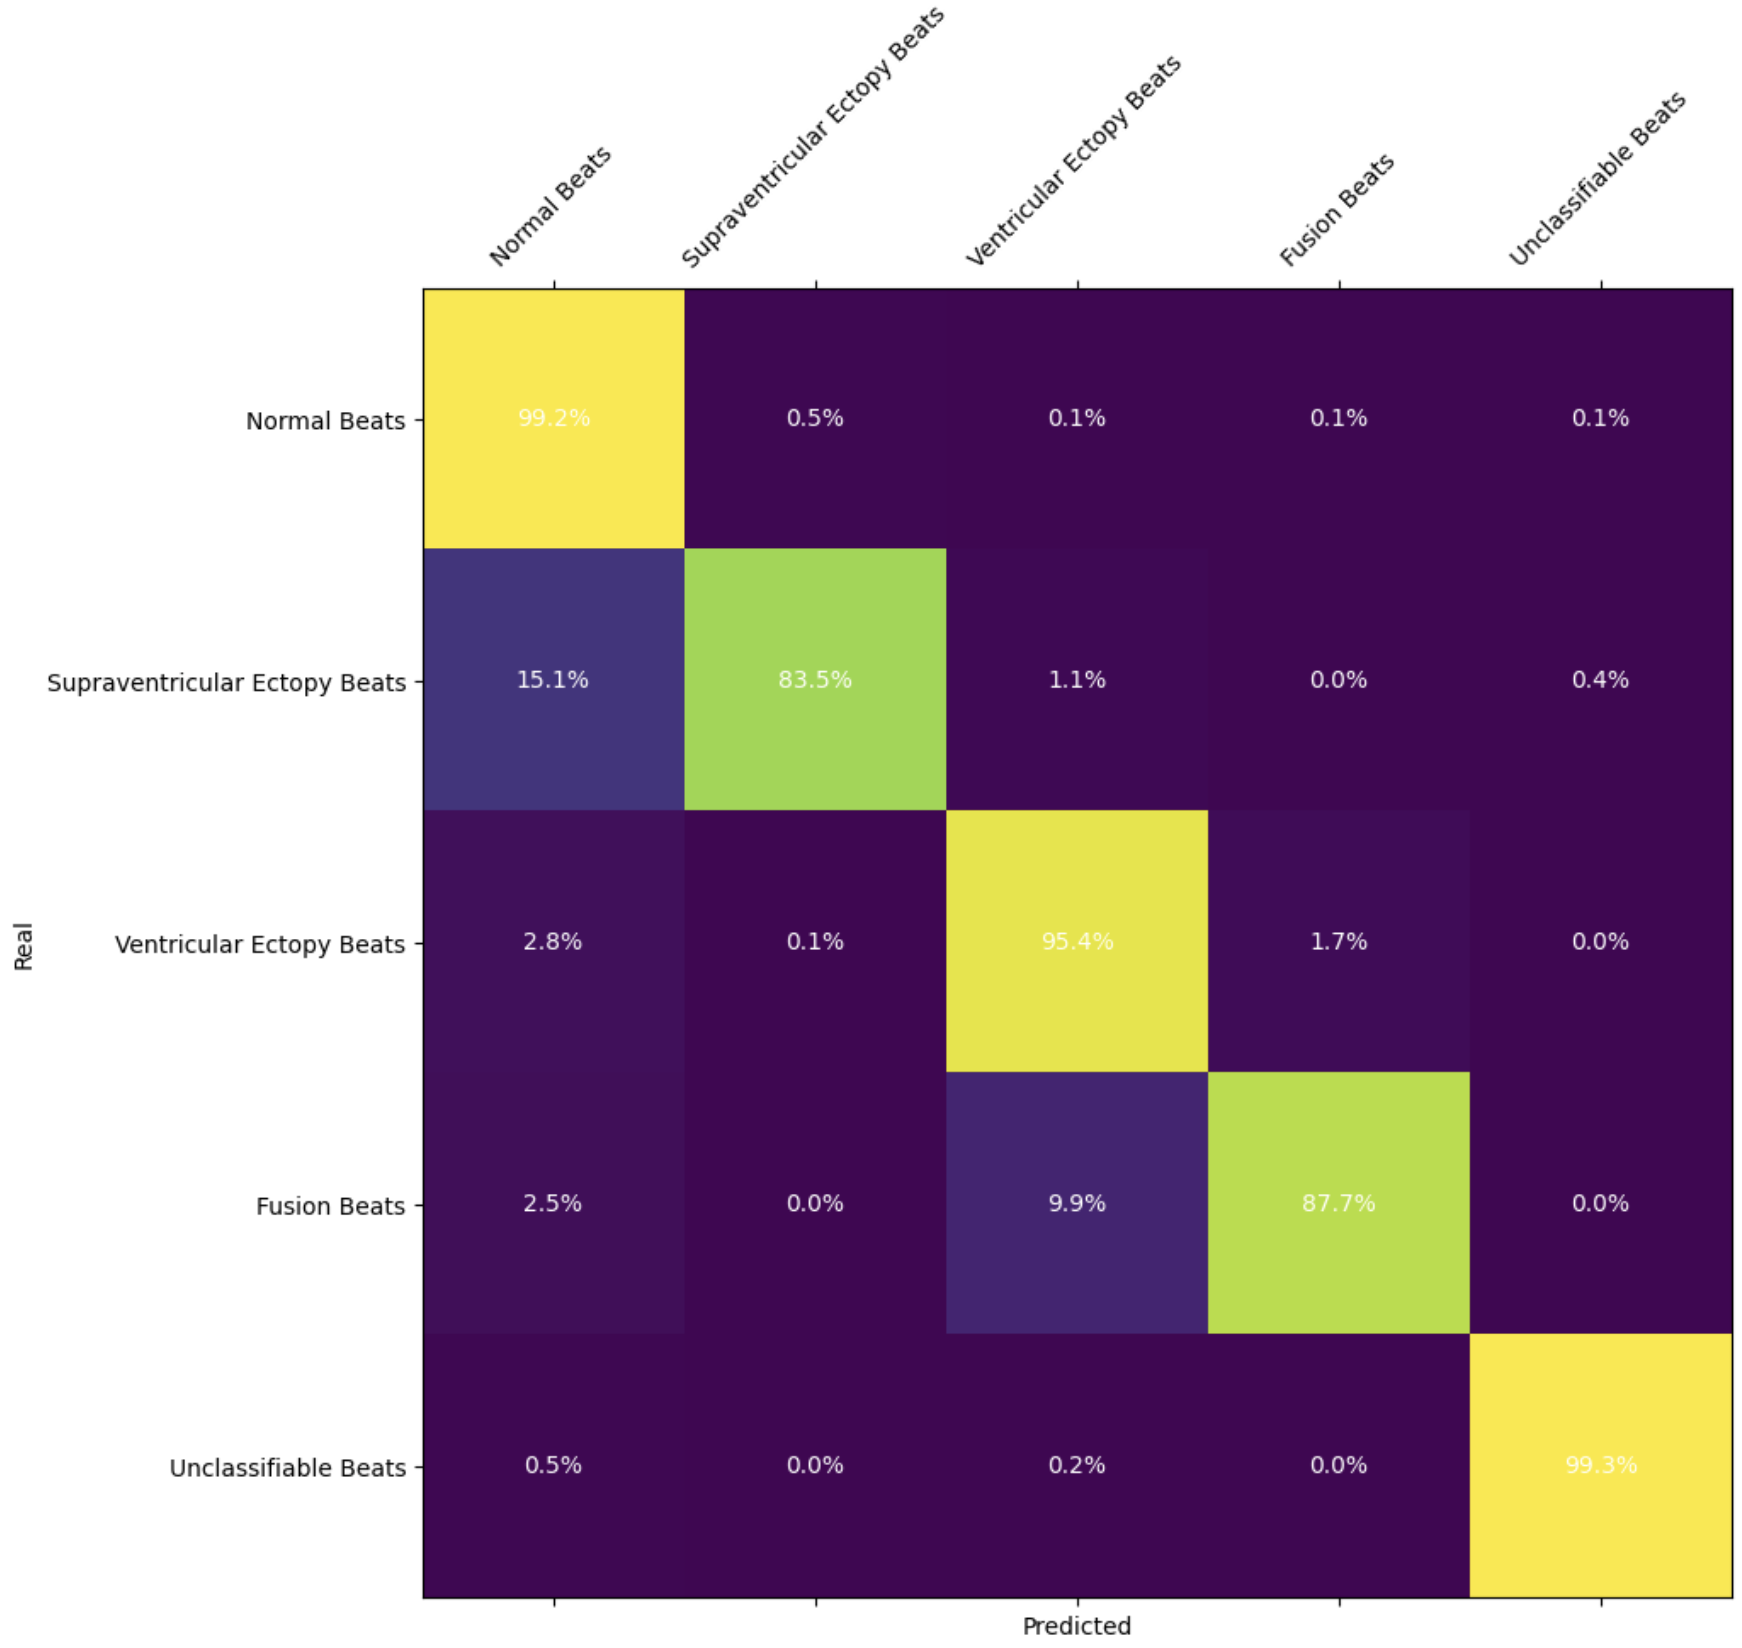 Normal Beats
Supraventricular Ectopy Beats
Ventricular Ectopy Beats
Fusion Beats
Unclassifiable Beats
Normal Beats 99.2% 0.5% 0.1% 0.1% 0.1%
Supraventricular Ectopy Beats 15.1% 83.5% 1.1% 0.0% 0.4%
Real
Ventricular Ectopy Beats 2.8% 0.1% 95.4% 1.7% 0.0%
Fusion Beats 2.5% 0.0% 9.9% 87.7% 0.0%
Unclassifiable Beats 0.5% 0.0% 0.2% 0.0% 99.3%
Predicted